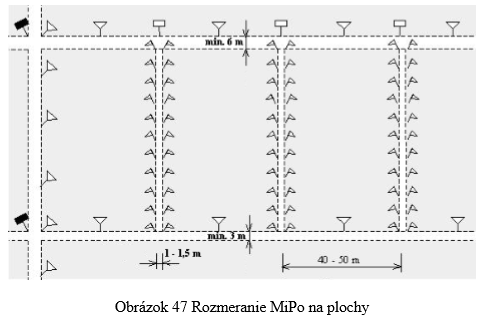 min. 6 m
min. 3 m
1 - 1,5 m
40 - 50 m
Obrázok 47 Rozmeranie MiPo na plochy